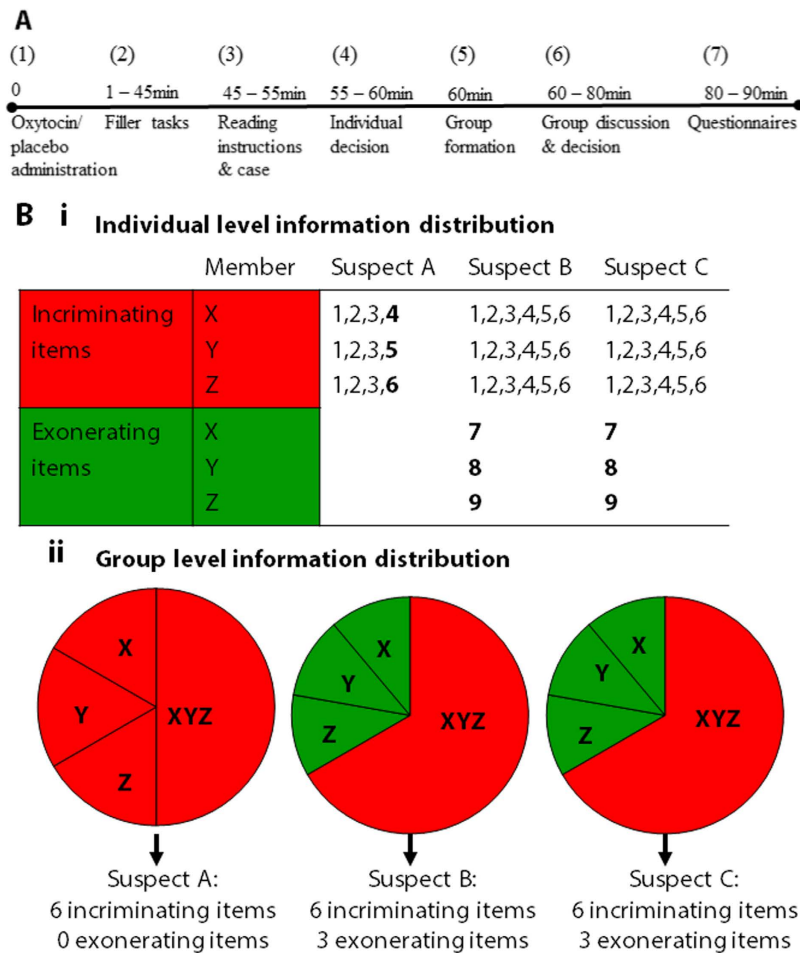 A
(1) (2) (3) (4) (5) (6) (7)
0 1 – 45min 45 – 55min 55 – 60min 60min 60 – 80min 80 – 90min
Oxytocin/ Filler tasks Reading Individual Group Group discussion Questionnaires
placebo instructions decision formation & decision
administration & case
B i Individual level information distribution
Member Suspect A Suspect B Suspect C
Incriminating X 1,2,3,4 1,2,3,4,5,6 1,2,3,4,5,6
items Y 1,2,3,5 1,2,3,4,5,6 1,2,3,4,5,6
Z 1,2,3,6 1,2,3,4,5,6 1,2,3,4,5,6
Exonerating X 7 7
items Y 8 8
Z 9 9
ii Group level information distribution
X Y Z XYZ
X Y Z XYZ
X Y Z XYZ
Suspect A: Suspect B: Suspect C:
6 incriminating items 6 incriminating items 6 incriminating items
0 exonerating items 3 exonerating items 3 exonerating items